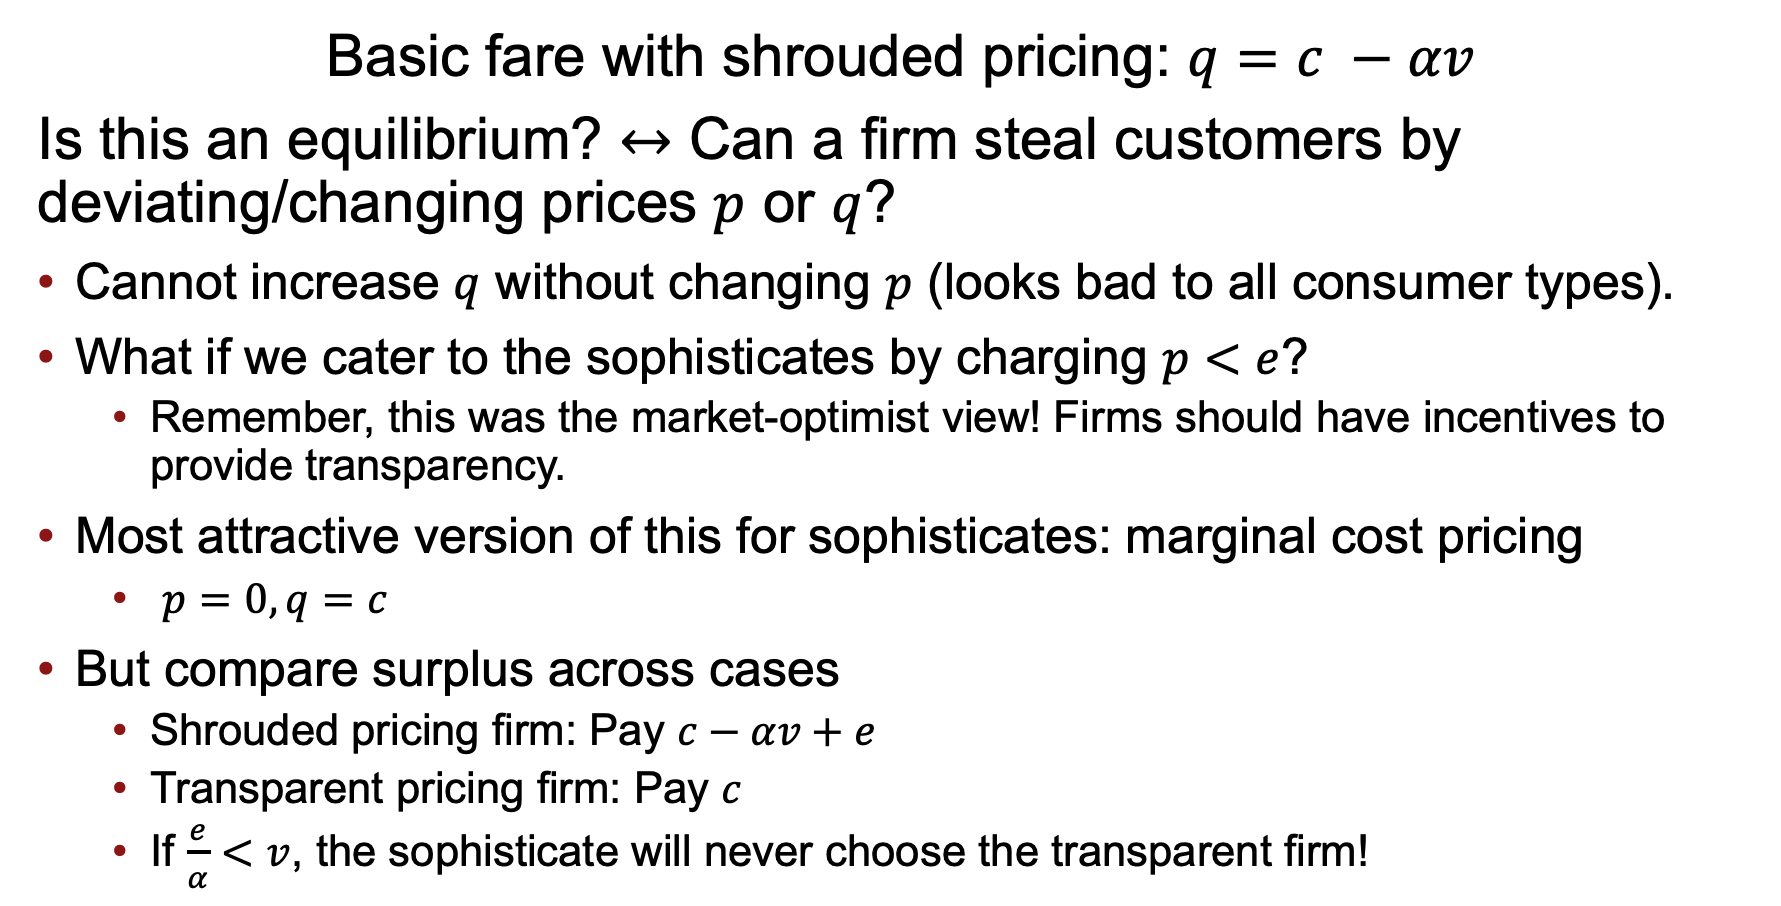 Basic fare with shrouded pricing: q = c − αv
Is this an equilibrium? ↔ Can a firm steal customers by
deviating/changing prices p or q?
• Cannot increase q without changing p (looks bad to all consumer types).
• What if we cater to the sophisticates by charging p < e?
• Remember, this was the market-optimist view! Firms should have incentives to
provide transparency.
• Most attractive version of this for sophisticates: marginal cost pricing
• p = 0, q = c
• But compare surplus across cases
• Shrouded pricing firm: Pay c − αv + e
• Transparent pricing firm: Pay c
• If e/α < v, the sophisticate will never choose the transparent firm!